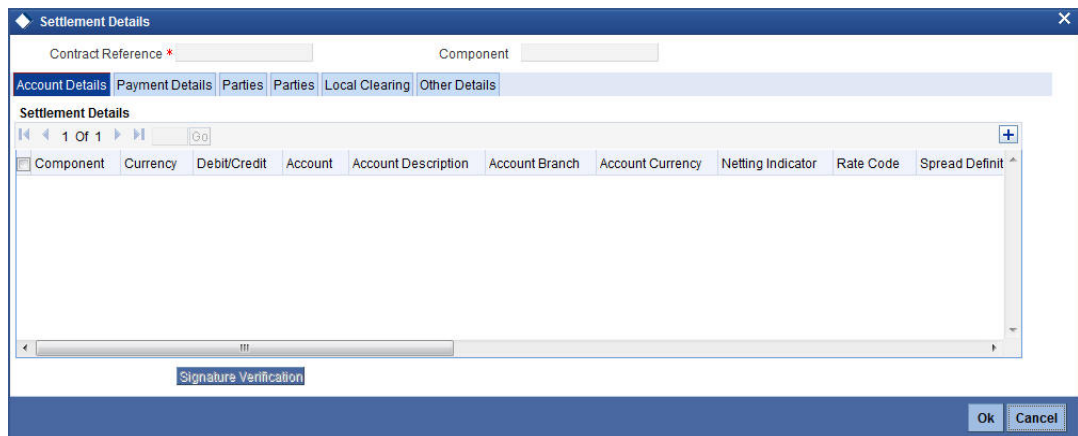 Settlement Details
Contract Reference *
Component
Account Details Payment Details Parties Parties Local Clearing Other Details
Settlement Details
1 Of 1 Go
Component Currency Debit/Credit Account Account Description Account Branch Account Currency Netting Indicator Rate Code Spread Definit
Signature Verification
Ok Cancel